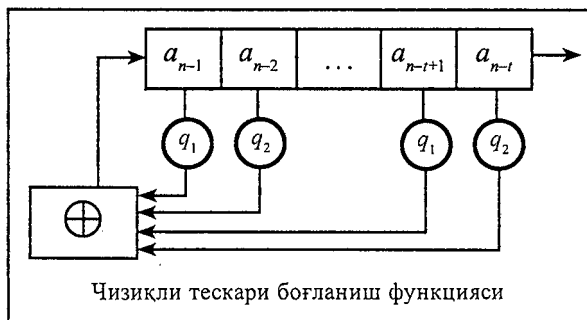 a_{n-1} a_{n-2} ... a_{n-t+1} a_{n-t}
q_1 q_2 q_1 q_2
⊕
Чизиқли тескари боғланиш функцияси